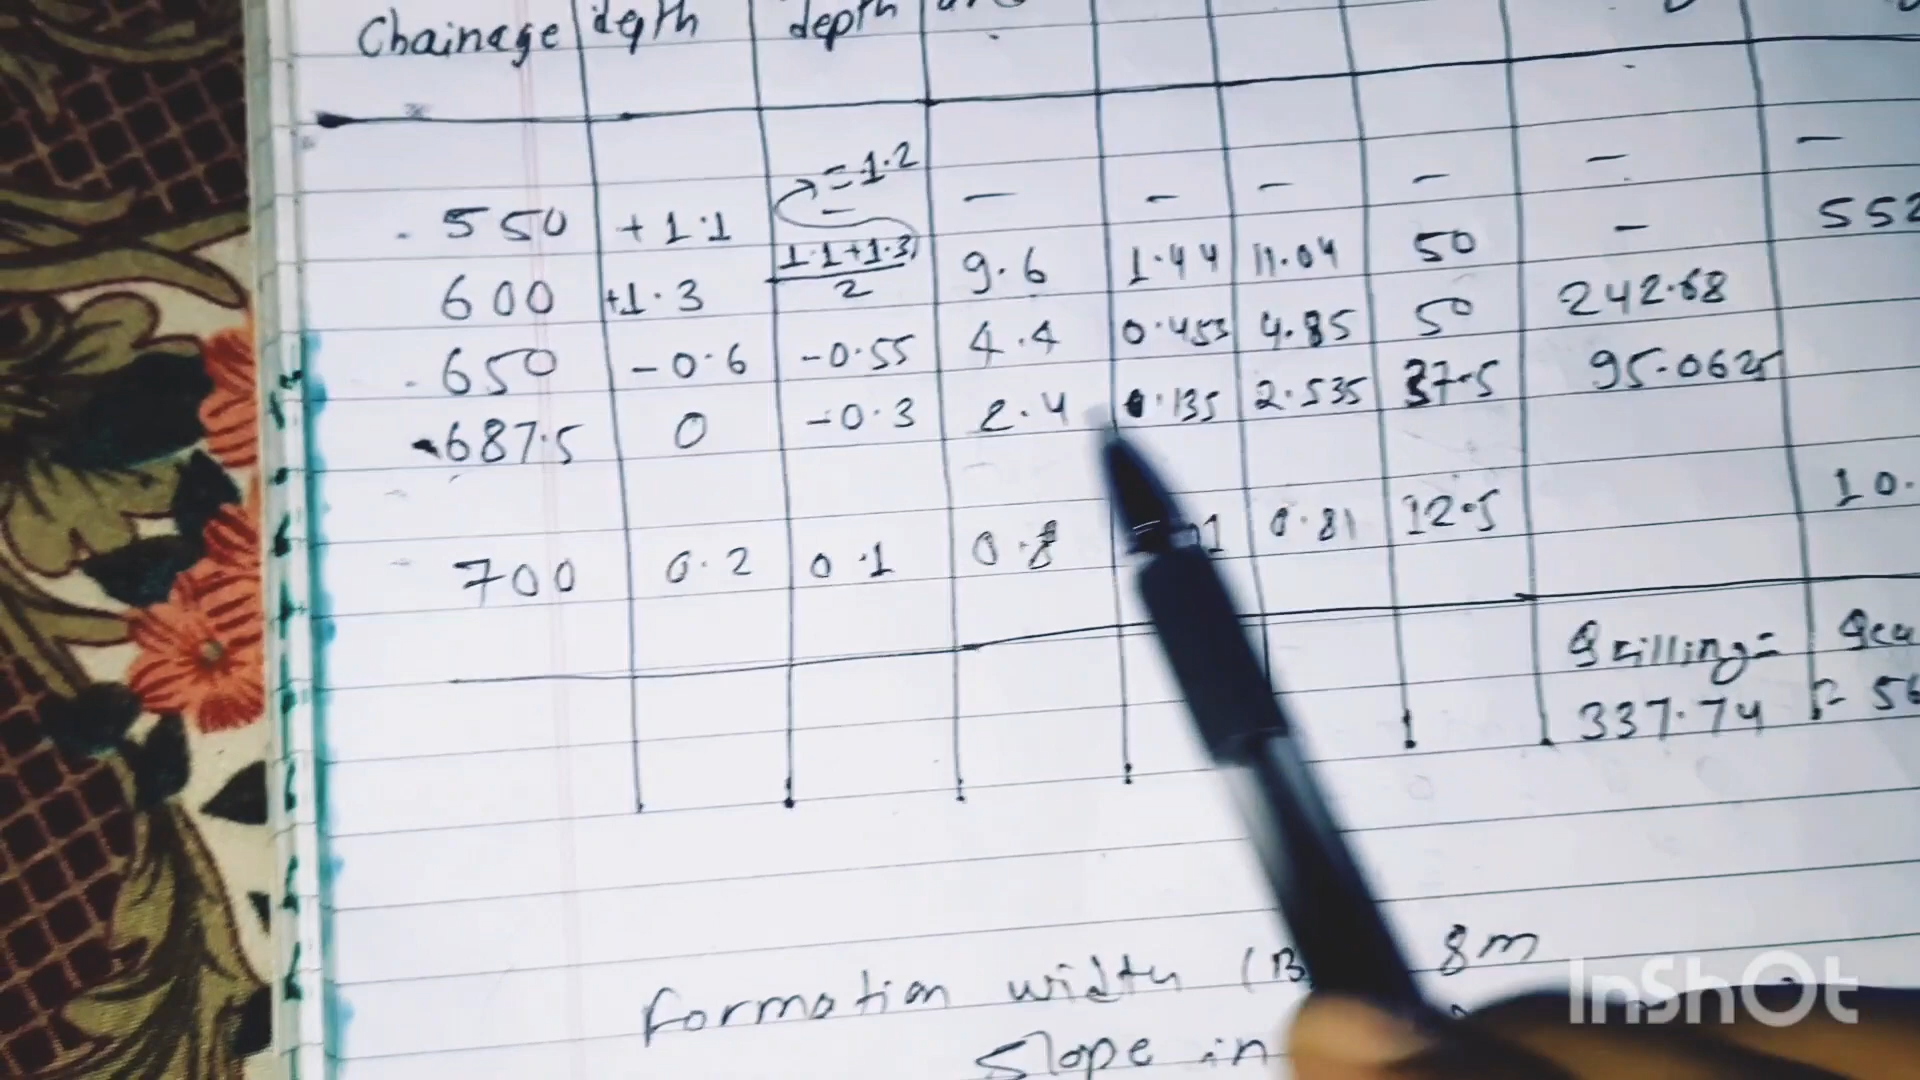 Chainage depth depth
= 1.2
550 +1.1 - - - - - - -
600 +1.3 1.1+1.3/2 9.6 1.44 11.04 50 - 552
650 -0.6 -0.55 4.4 0.453 4.85 50 242.68
687.5 0 -0.3 2.4 0.135 2.535 37.5 95.0625
700 0.2 0.1 0.8 0.81 12.5 10.
filling =
337.74 = 56
formation width (B 8m
Slope in
InShOt